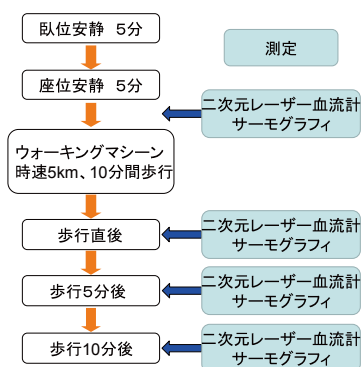 臥位安静 5分
測定
座位安静 5分
二次元レーザー血流計
サーモグラフィ
ウォーキングマシーン
時速5km、10分間歩行
歩行直後
二次元レーザー血流計
サーモグラフィ
歩行5分後
二次元レーザー血流計
サーモグラフィ
歩行10分後
二次元レーザー血流計
サーモグラフィ